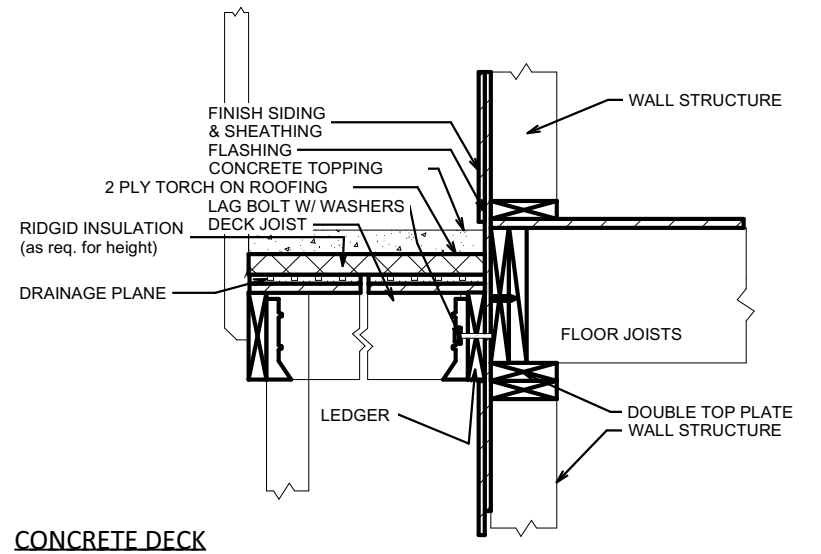 WALL STRUCTURE
FINISH SIDING
& SHEATHING
FLASHING
CONCRETE TOPPING
2 PLY TORCH ON ROOFING
LAG BOLT W/ WASHERS
DECK JOIST
RIDGID INSULATION
(as req. for height)
DRAINAGE PLANE
FLOOR JOISTS
LEDGER
DOUBLE TOP PLATE
WALL STRUCTURE
CONCRETE DECK